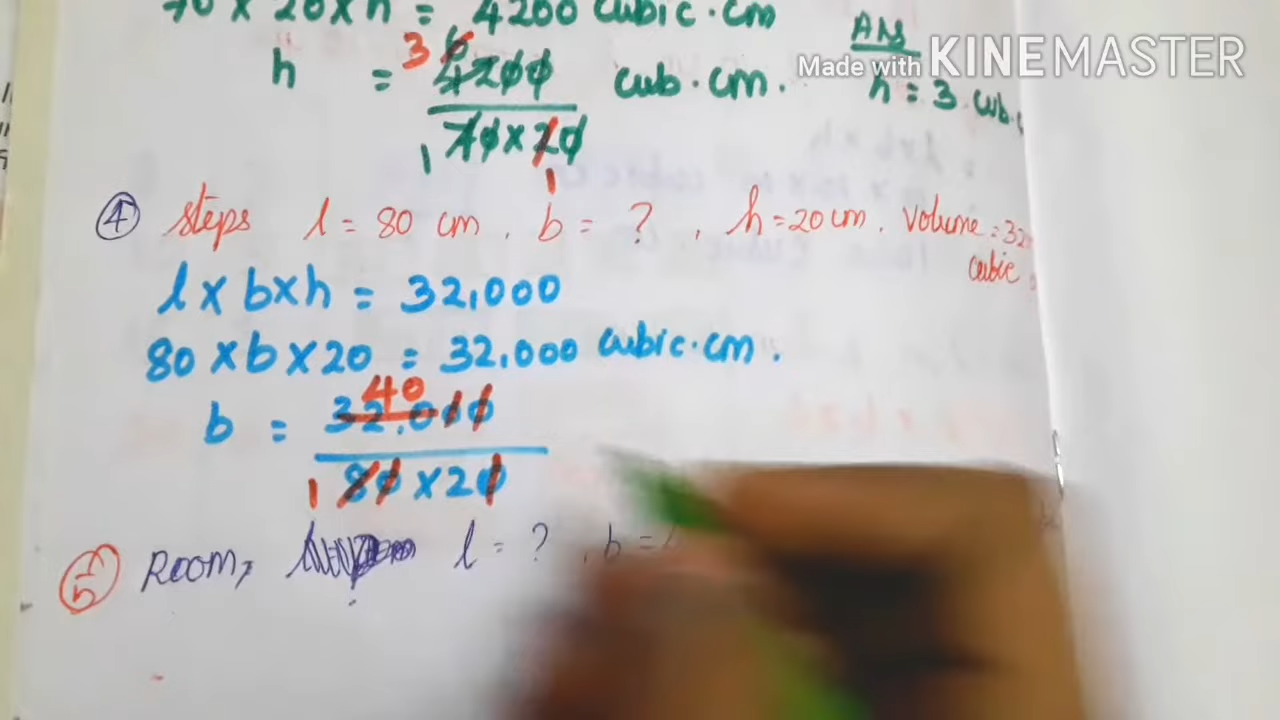 70 x 20 x h = 4200 cubic.cm
Ans
Made with KINEMASTER
3 6
h = 4200 cub.cm. h = 3 cub.
1 70 x 20
1
4 steps l = 80 cm, b = ?, h = 20 cm. volume = 32
cubic
l x b x h = 32,000
80 x b x 20 = 32.000 cubic.cm.
40
b = 32.000
1 80 x 20
5 Room, l = ?, b =